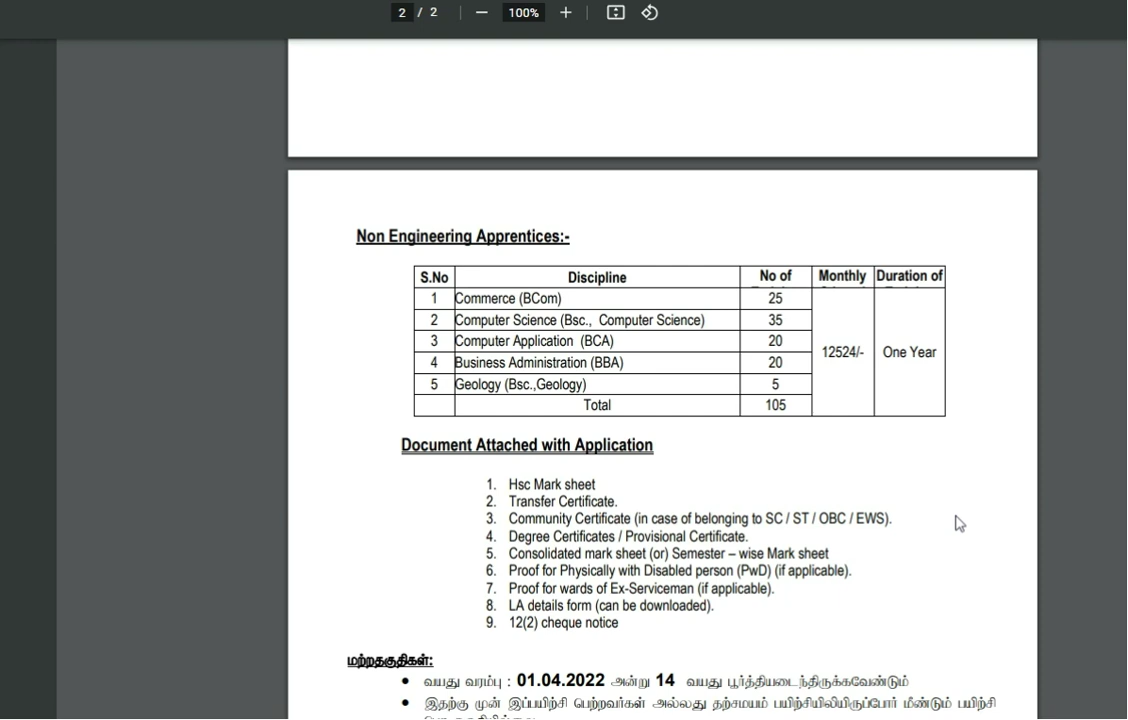 2 / 2 | — 100% +
Non Engineering Apprentices:-
S.No Discipline No of Monthly Duration of
1 Commerce (BCom) 25
2 Computer Science (Bsc., Computer Science) 35
3 Computer Application (BCA) 20
12524/- One Year
4 Business Administration (BBA) 20
5 Geology (Bsc.,Geology) 5
Total 105
Document Attached with Application
1. Hsc Mark sheet
2. Transfer Certificate.
3. Community Certificate (in case of belonging to SC / ST / OBC / EWS).
4. Degree Certificates / Provisional Certificate.
5. Consolidated mark sheet (or) Semester – wise Mark sheet
6. Proof for Physically with Disabled person (PwD) (if applicable).
7. Proof for wards of Ex-Serviceman (if applicable).
8. LA details form (can be downloaded).
9. 12(2) cheque notice
மற்றதகுதிகள்:
• வயது வரம்பு : 01.04.2022 அன்று 14 வயது பூர்த்தியடைந்திருக்கவேண்டும்
• இதற்கு முன் இப்பயிற்சி பெற்றவர்கள் அல்லது தற்சமயம் பயிற்சியிலியிருப்போர் மீண்டும் பயிற்சி